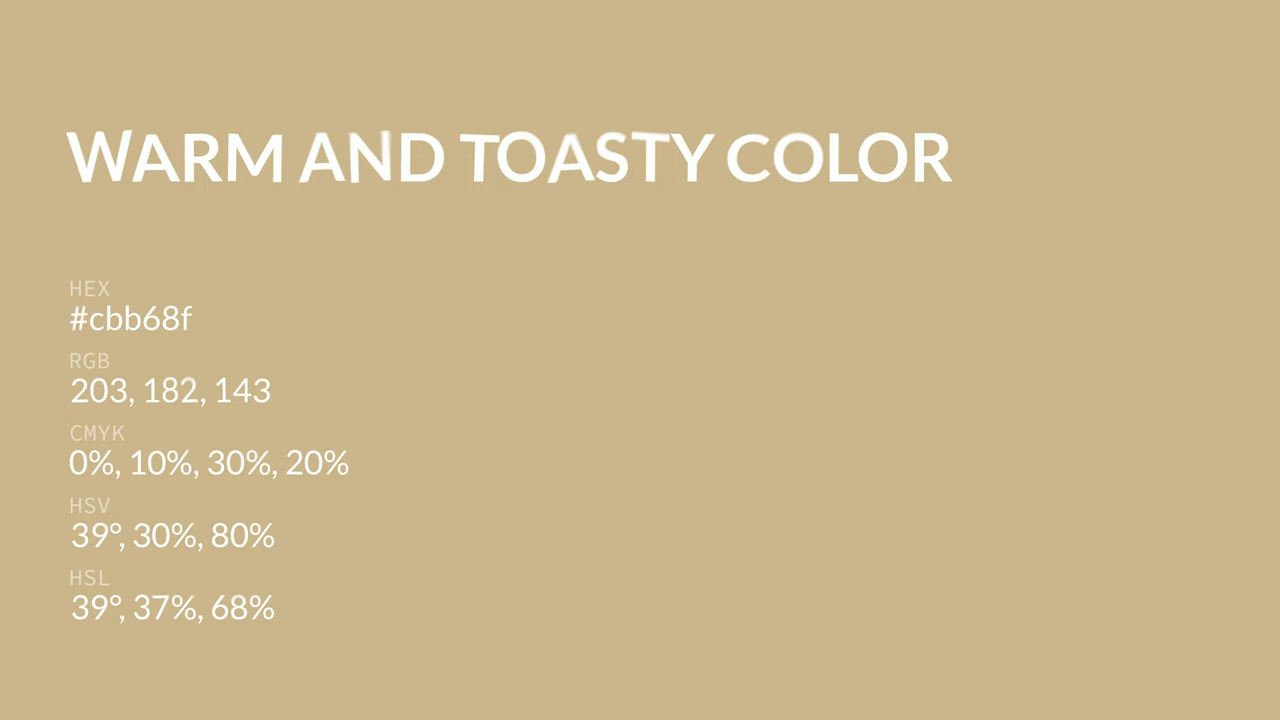 WARM AND TOASTY COLOR
HEX
#cbb68f
RGB
203, 182, 143
CMYK
0%, 10%, 30%, 20%
HSV
39°, 30%, 80%
HSL
39°, 37%, 68%